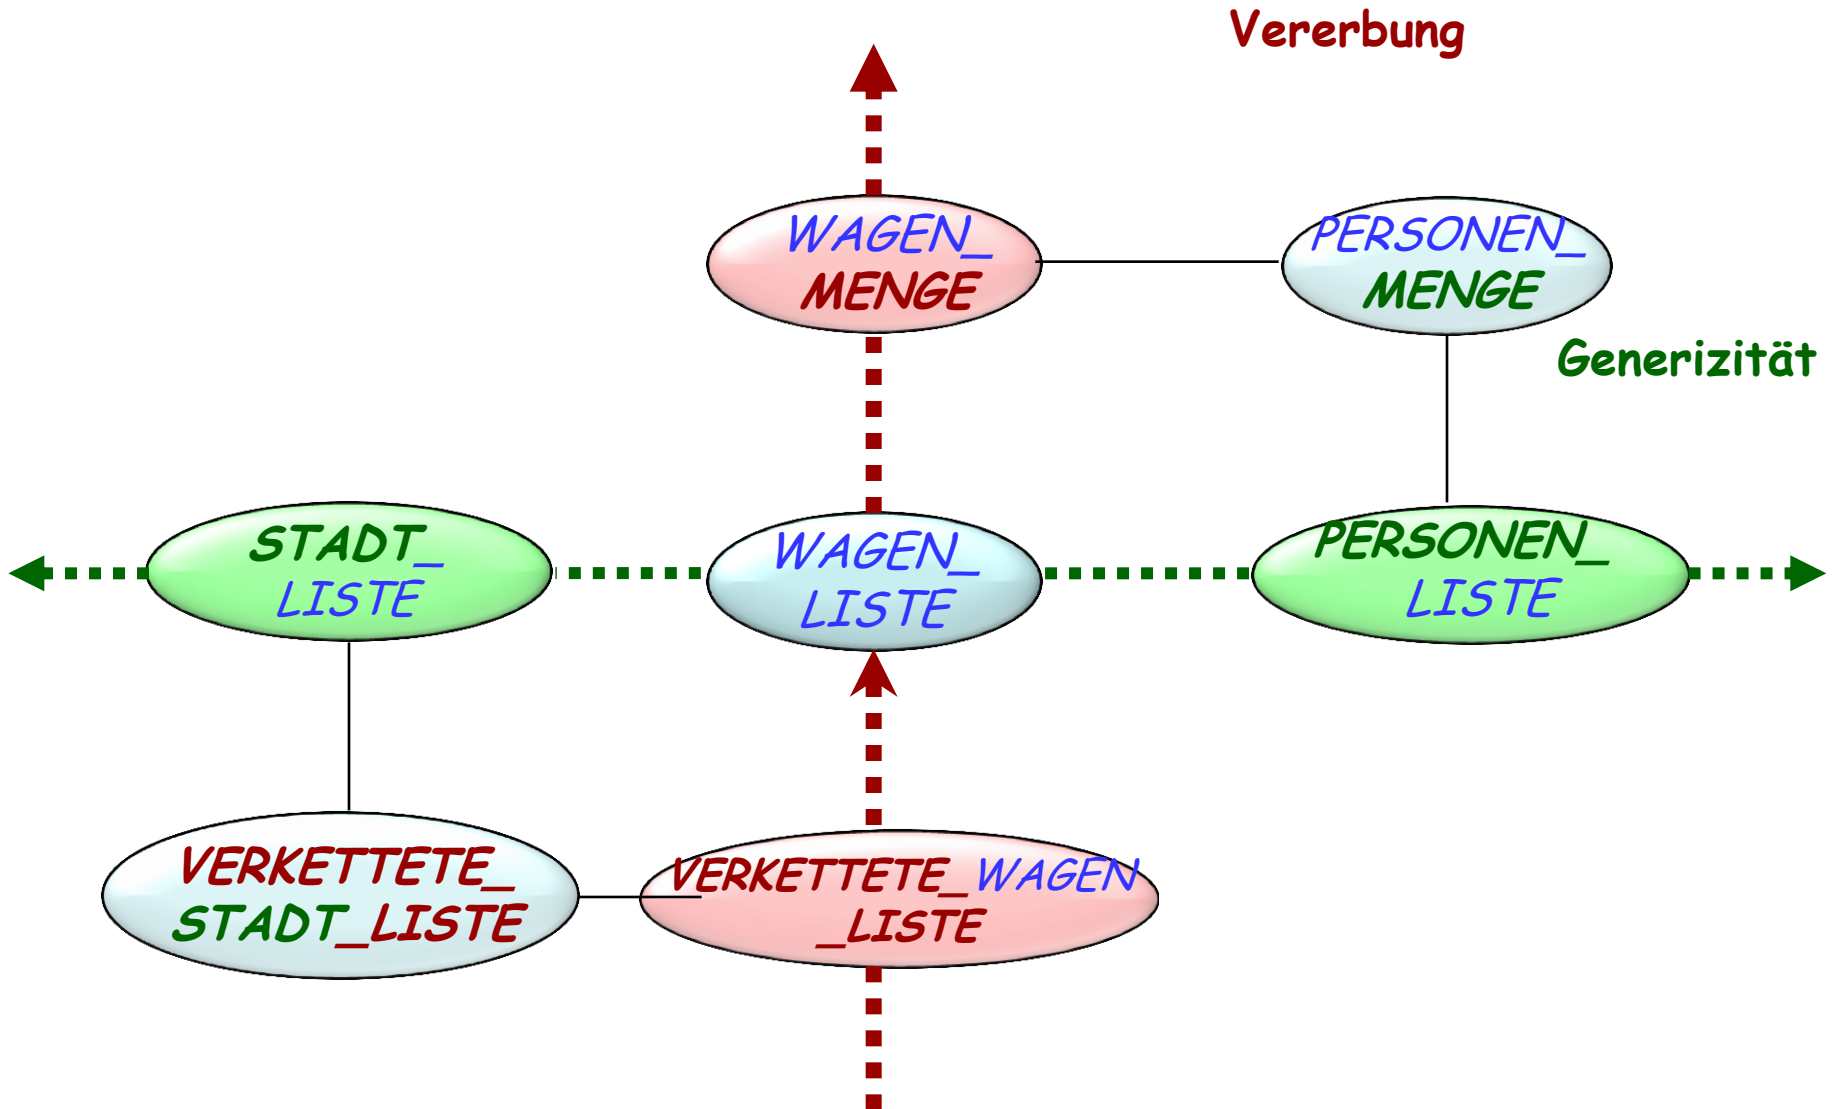 Vererbung
WAGEN_
MENGE
PERSONEN_
MENGE
Generizität
STADT_
LISTE
WAGEN_
LISTE
PERSONEN_
LISTE
VERKETTETE_
STADT_LISTE
VERKETTETE_WAGEN
_LISTE